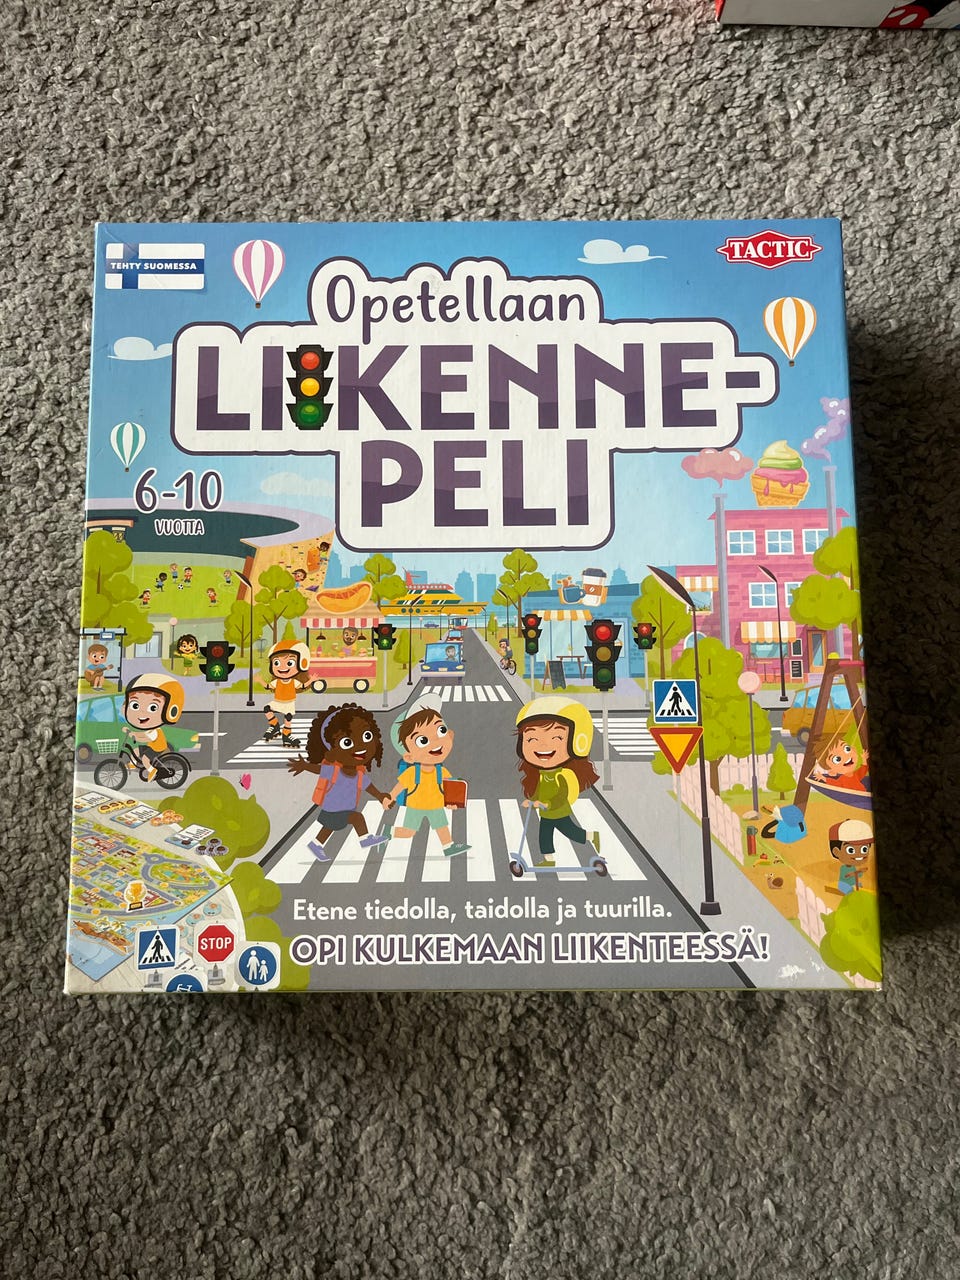 TEHTY SUOMESSA
TACTIC
Opetellaan
LIIKENNE-
PELI
6-10
VUOTTA
Etene tiedolla, taidolla ja tuurilla.
OPI KULKEMAAN LIIKENTEESSÄ!
STOP